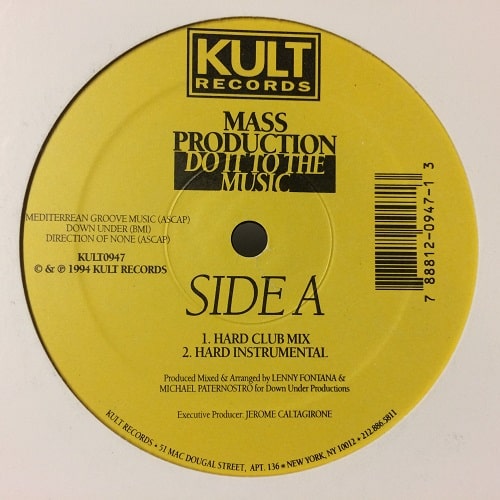 KULT
RECORDS
MASS
PRODUCTION
DO IT TO THE
MUSIC
MEDITERREAN GROOVE MUSIC (ASCAP)
DOWN UNDER (BMI)
DIRECTION OF NONE (ASCAP)
KULT0947
© & ℗ 1994 KULT RECORDS
7 88812-0947-1 3
SIDE A
1. HARD CLUB MIX
2. HARD INSTRUMENTAL
Produced Mixed & Arranged by LENNY FONTANA &
MICHAEL PATERNOSTRO for Down Under Productions
Executive Producer: JEROME CALTAGIRONE
KULT RECORDS • 51 MAC DOUGAL STREET, APT. 136 • NEW YORK, NY 10012 • 212.886.5811